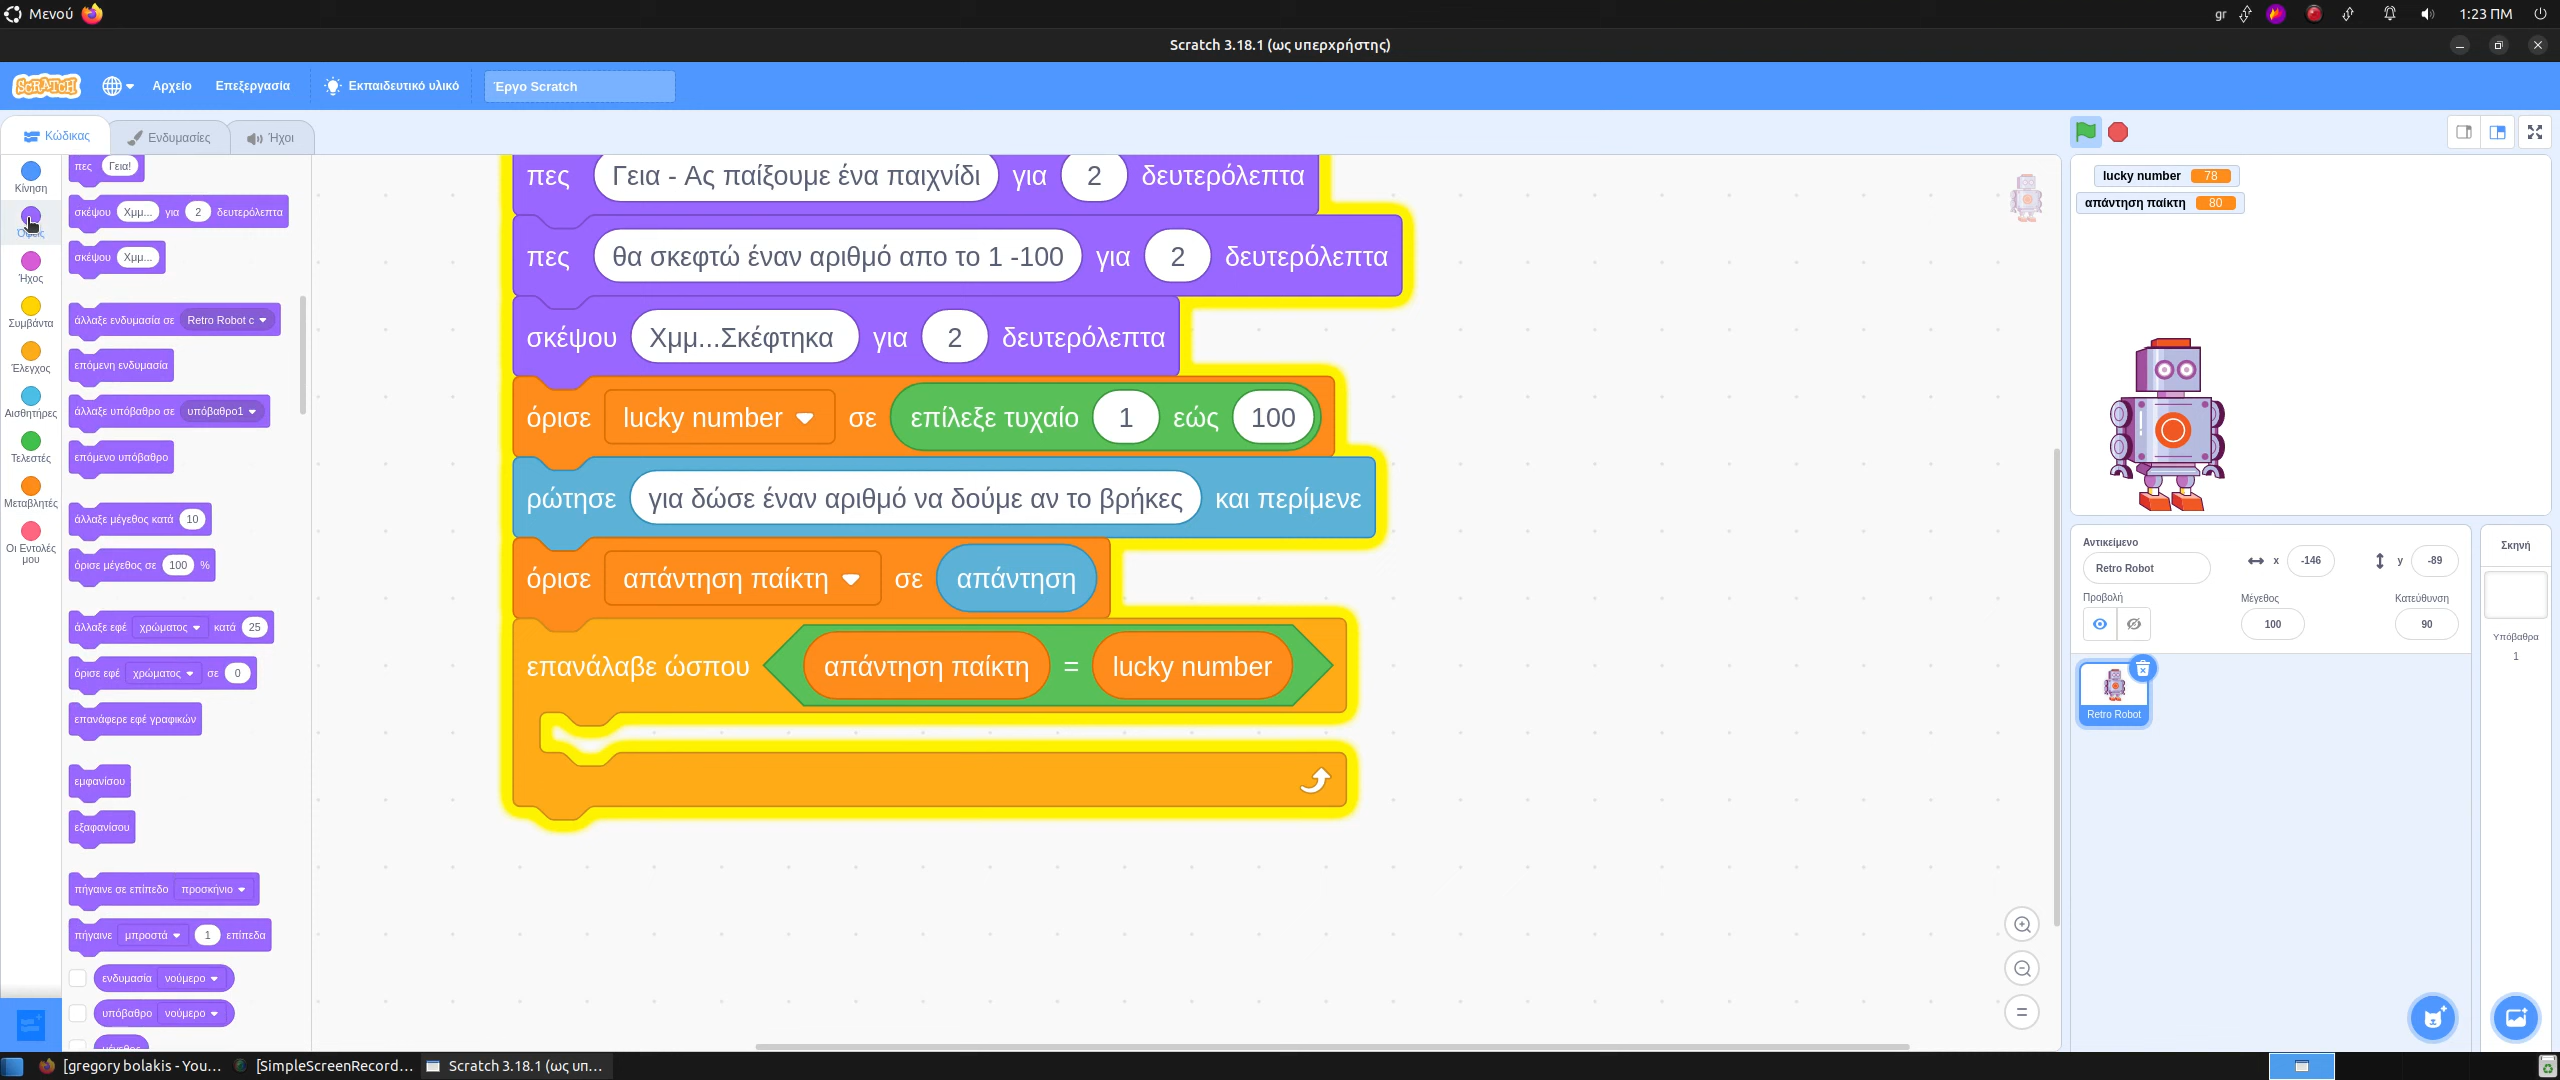 Μενού
gr
1:23 ΠΜ
Scratch 3.18.1 (ως υπερχρήστης)
SCRATCH
Αρχείο
Επεξεργασία
Εκπαιδευτικό υλικό
Έργο Scratch
Κώδικας
Ενδυμασίες
Ήχοι
Κίνηση
Όψεις
Ήχος
Συμβάντα
Έλεγχος
Αισθητήρες
Τελεστές
Μεταβλητές
Οι Εντολές
μου
πες Γεια!
σκέψου Χμμ... για 2 δευτερόλεπτα
σκέψου Χμμ...
άλλαξε ενδυμασία σε Retro Robot c
επόμενη ενδυμασία
άλλαξε υπόβαθρο σε υπόβαθρο1
επόμενο υπόβαθρο
άλλαξε μέγεθος κατά 10
όρισε μέγεθος σε 100 %
άλλαξε εφέ χρώματος κατά 25
όρισε εφέ χρώματος σε 0
επανάφερε εφέ γραφικών
εμφανίσου
εξαφανίσου
πήγαινε σε επίπεδο προσκήνιο
πήγαινε μπροστά 1 επίπεδα
ενδυμασία νούμερο
υπόβαθρο νούμερο
μέγεθος
πες Γεια - Ας παίξουμε ένα παιχνίδι για 2 δευτερόλεπτα
πες θα σκεφτώ έναν αριθμό απο το 1 -100 για 2 δευτερόλεπτα
σκέψου Χμμ...Σκέφτηκα για 2 δευτερόλεπτα
όρισε lucky number σε επίλεξε τυχαίο 1 εώς 100
ρώτησε για δώσε έναν αριθμό να δούμε αν το βρήκες και περίμενε
όρισε απάντηση παίκτη σε απάντηση
επανάλαβε ώσπου απάντηση παίκτη = lucky number
lucky number 78
απάντηση παίκτη 80
Αντικείμενο
Retro Robot
x -146
y -89
Προβολή
Μέγεθος
100
Κατεύθυνση
90
Retro Robot
Σκηνή
Υπόβαθρα
1
[gregory bolakis - You...
[SimpleScreenRecord...
Scratch 3.18.1 (ως υπ...